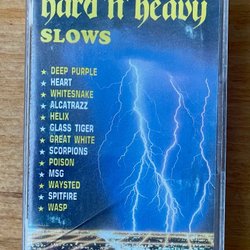 hard n' heavy
SLOWS
★ DEEP PURPLE
★ HEART
★ WHITESNAKE
★ ALCATRAZZ
★ HELIX
★ GLASS TIGER
★ GREAT WHITE
★ SCORPIONS
★ POISON
★ MSG
★ WAYSTED
★ SPITFIRE
★ WASP